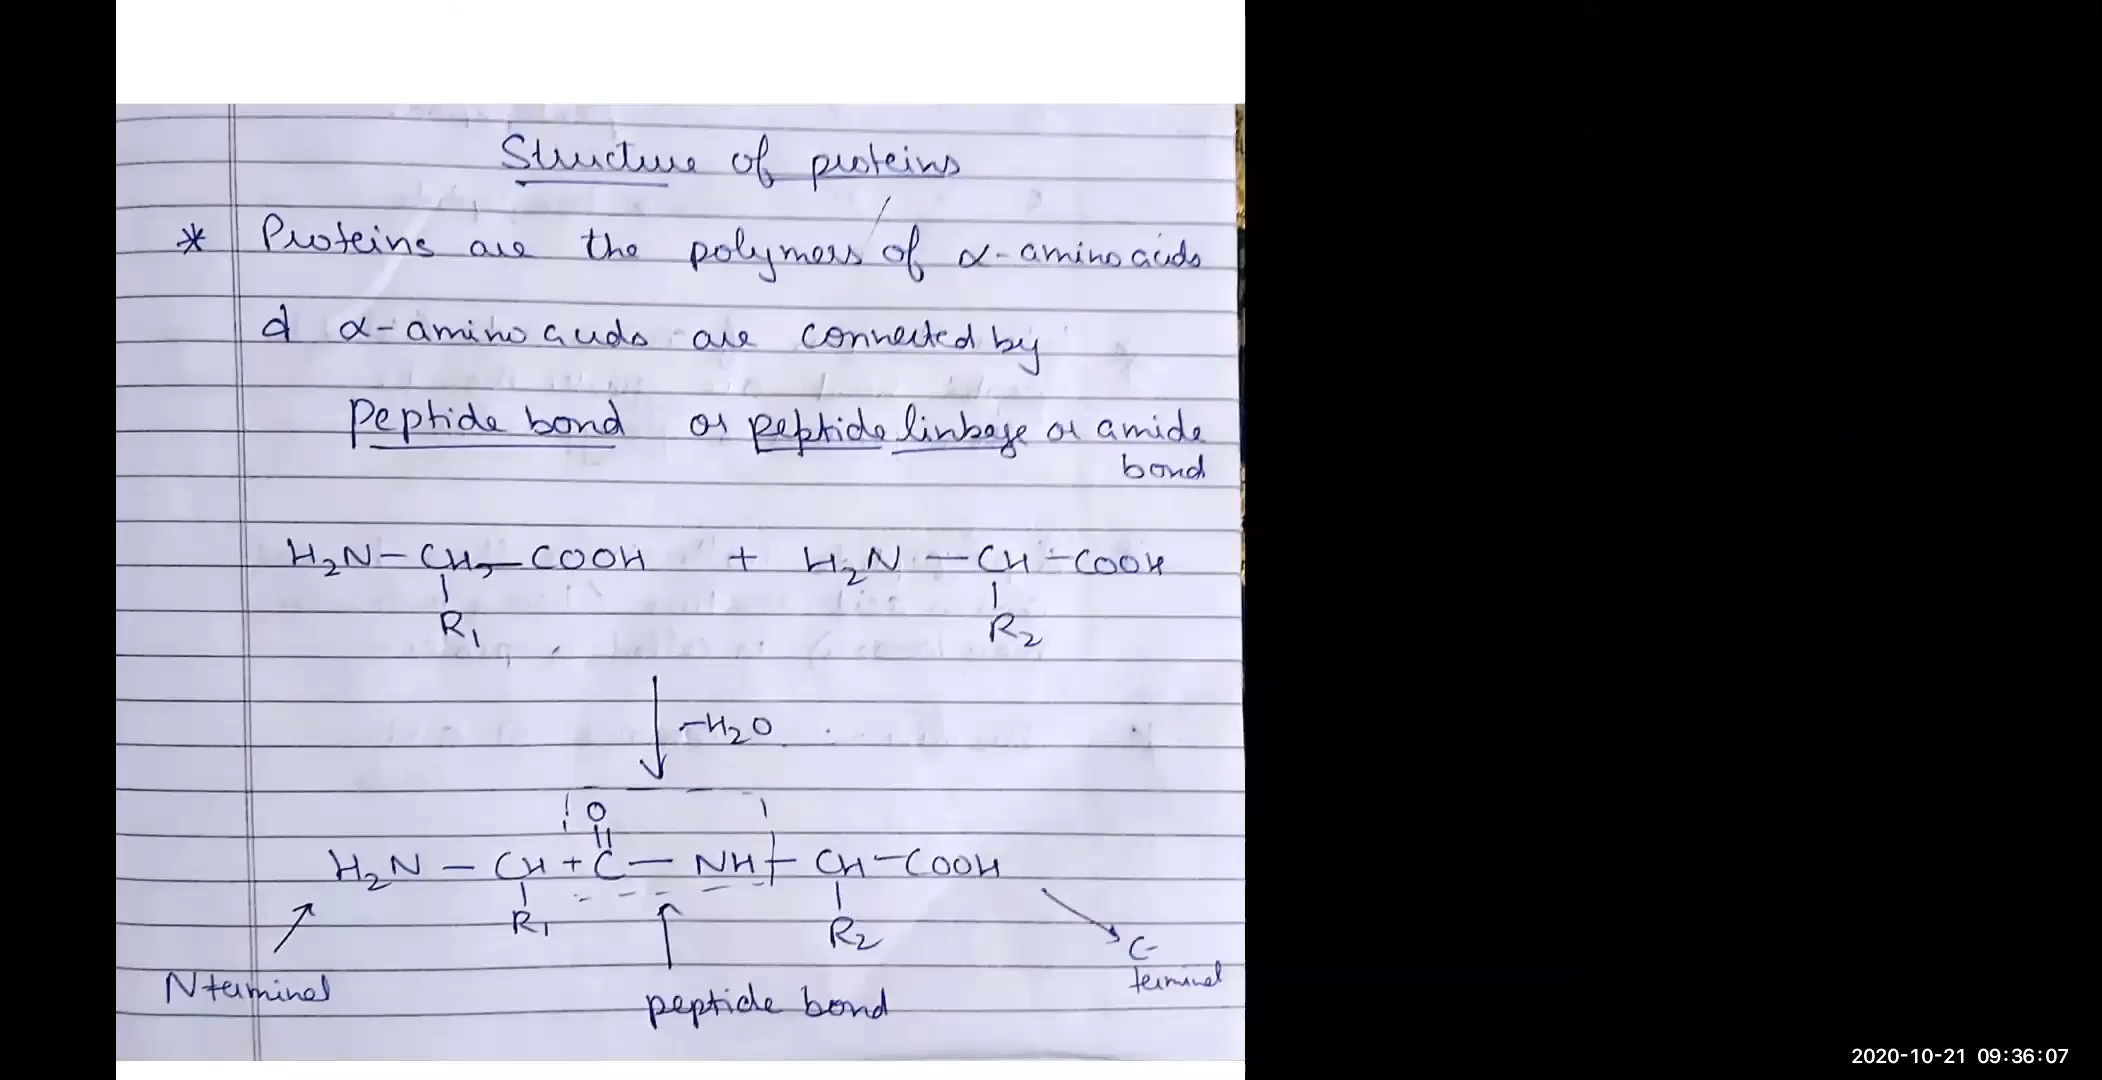 Structure of proteins
* Proteins are the polymers of α-amino acids
d α-amino acids are connected by
peptide bond or peptide linkage or amide
bond
H₂N – CH – COOH + H₂N – CH – COOH
R₁ R₂
–H₂O
O
H₂N – CH + C – NH – CH – COOH
R₁ R₂
N terminal
C-
terminal
peptide bond
2020-10-21 09:36:07